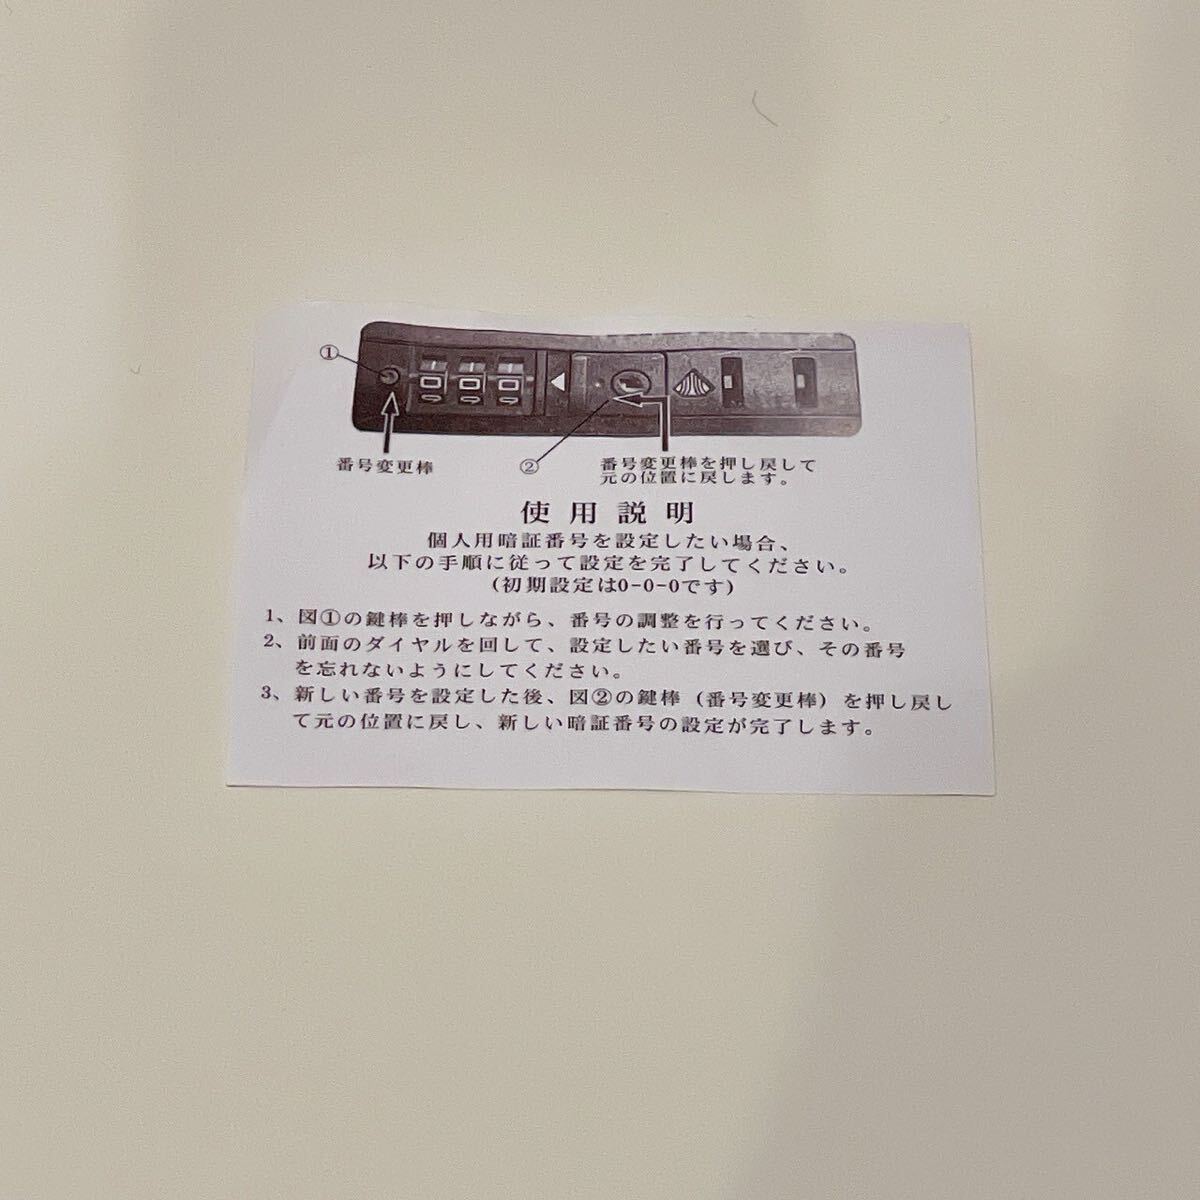 ①
番号変更棒
②
番号変更棒を押し戻して
元の位置に戻します。
使用説明
個人用暗証番号を設定したい場合、
以下の手順に従って設定を完了してください。
(初期設定は0-0-0です)
1、図①の鍵棒を押しながら、番号の調整を行ってください。
2、前面のダイヤルを回して、設定したい番号を選び、その番号
を忘れないようにしてください。
3、新しい番号を設定した後、図②の鍵棒（番号変更棒）を押し戻し
て元の位置に戻し、新しい暗証番号の設定が完了します。